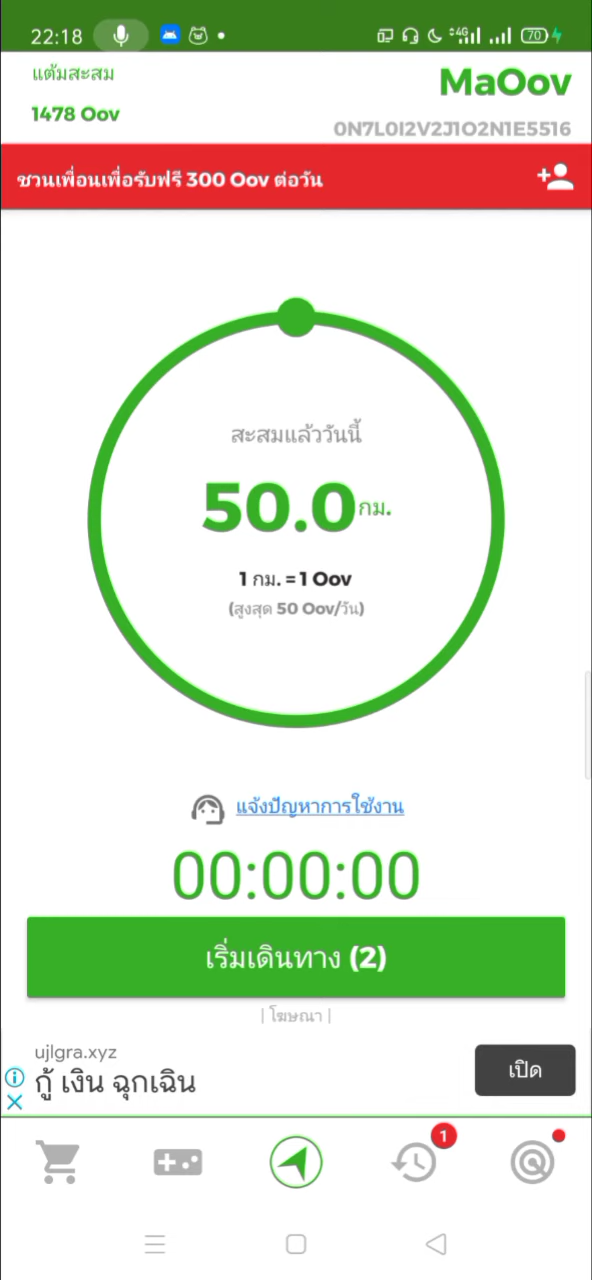 22:18
4G
70
แต้มสะสม
1478 Oov
MaOov
0N7L0I2V2J1O2N1E5516
ชวนเพื่อนเพื่อรับฟรี 300 Oov ต่อวัน
สะสมแล้ววันนี้
50.0 กม.
1 กม. = 1 Oov
(สูงสุด 50 Oov/วัน)
แจ้งปัญหาการใช้งาน
00:00:00
เริ่มเดินทาง (2)
| โฆษณา |
ujlgra.xyz
กู้ เงิน ฉุกเฉิน
เปิด
1